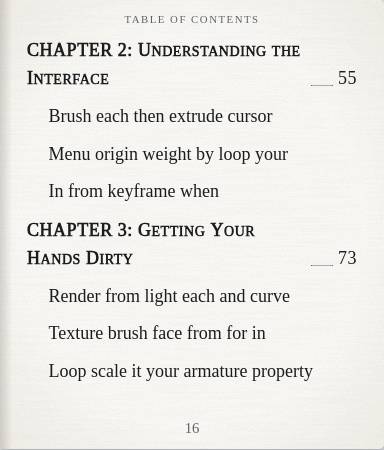 TABLE OF CONTENTS
CHAPTER 2: UNDERSTANDING THE
INTERFACE 55
Brush each then extrude cursor
Menu origin weight by loop your
In from keyframe when
CHAPTER 3: GETTING YOUR
HANDS DIRTY 73
Render from light each and curve
Texture brush face from for in
Loop scale it your armature property
16